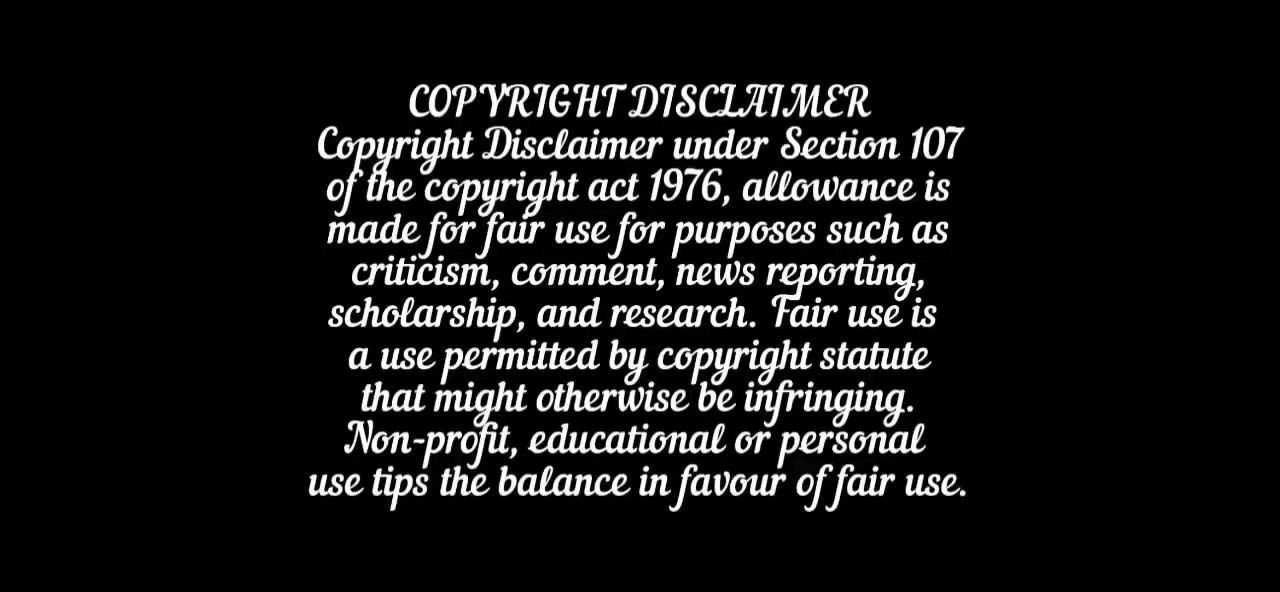 COPYRIGHT DISCLAIMER
Copyright Disclaimer under Section 107
of the copyright act 1976, allowance is
made for fair use for purposes such as
criticism, comment, news reporting,
scholarship, and research. Fair use is
a use permitted by copyright statute
that might otherwise be infringing.
Non-profit, educational or personal
use tips the balance in favour of fair use.